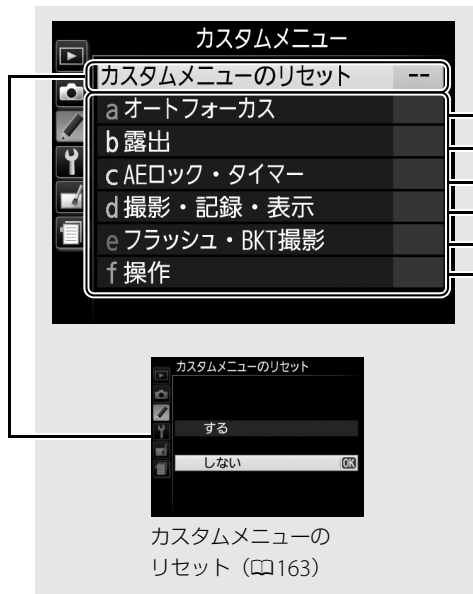 カスタムメニュー
カスタムメニューのリセット --
a オートフォーカス
b 露出
c AEロック・タイマー
d 撮影・記録・表示
e フラッシュ・BKT撮影
f 操作
カスタムメニューのリセット
する
しない OK
カスタムメニューの
リセット（📖163）